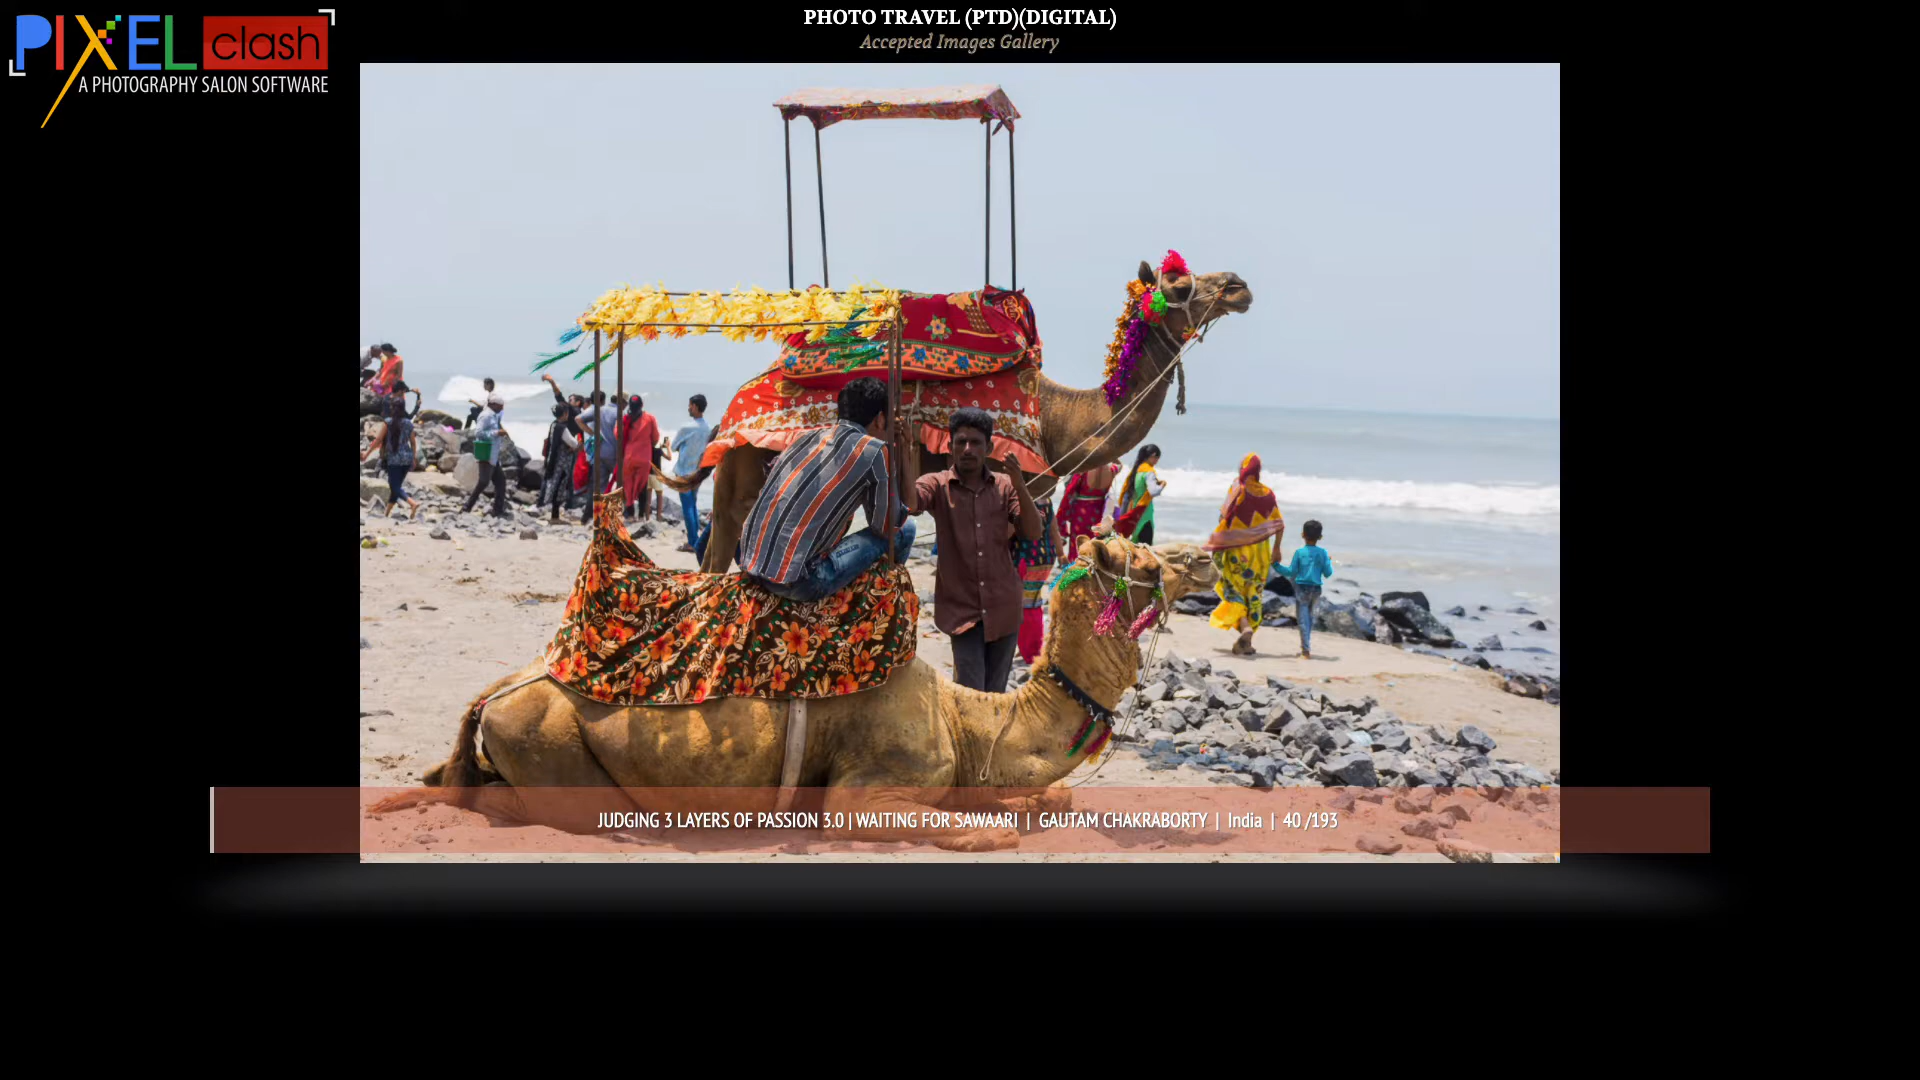 PIXEL clash
A PHOTOGRAPHY SALON SOFTWARE
PHOTO TRAVEL (PTD)(DIGITAL)
Accepted Images Gallery
JUDGING 3 LAYERS OF PASSION 3.0 | WAITING FOR SAWAARI | GAUTAM CHAKRABORTY | India | 40 /193